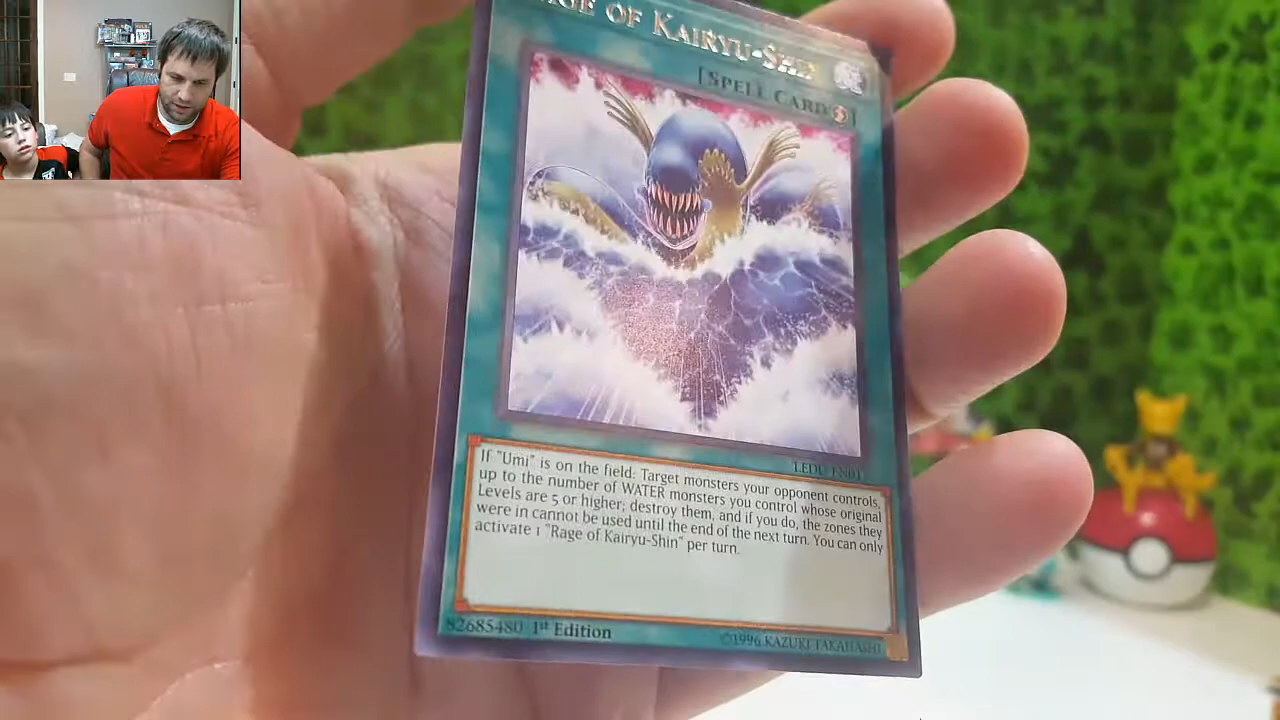 AGE OF KAIRYU-SHIN
[SPELL CARD]
LEDU-EN01
If "Umi" is on the field: Target monsters your opponent controls,
up to the number of WATER monsters you control whose original
Levels are 5 or higher; destroy them, and if you do, the zones they
were in cannot be used until the end of the next turn. You can only
activate 1 "Rage of Kairyu-Shin" per turn.
82685480 1st Edition
©1996 KAZUKI TAKAHASHI